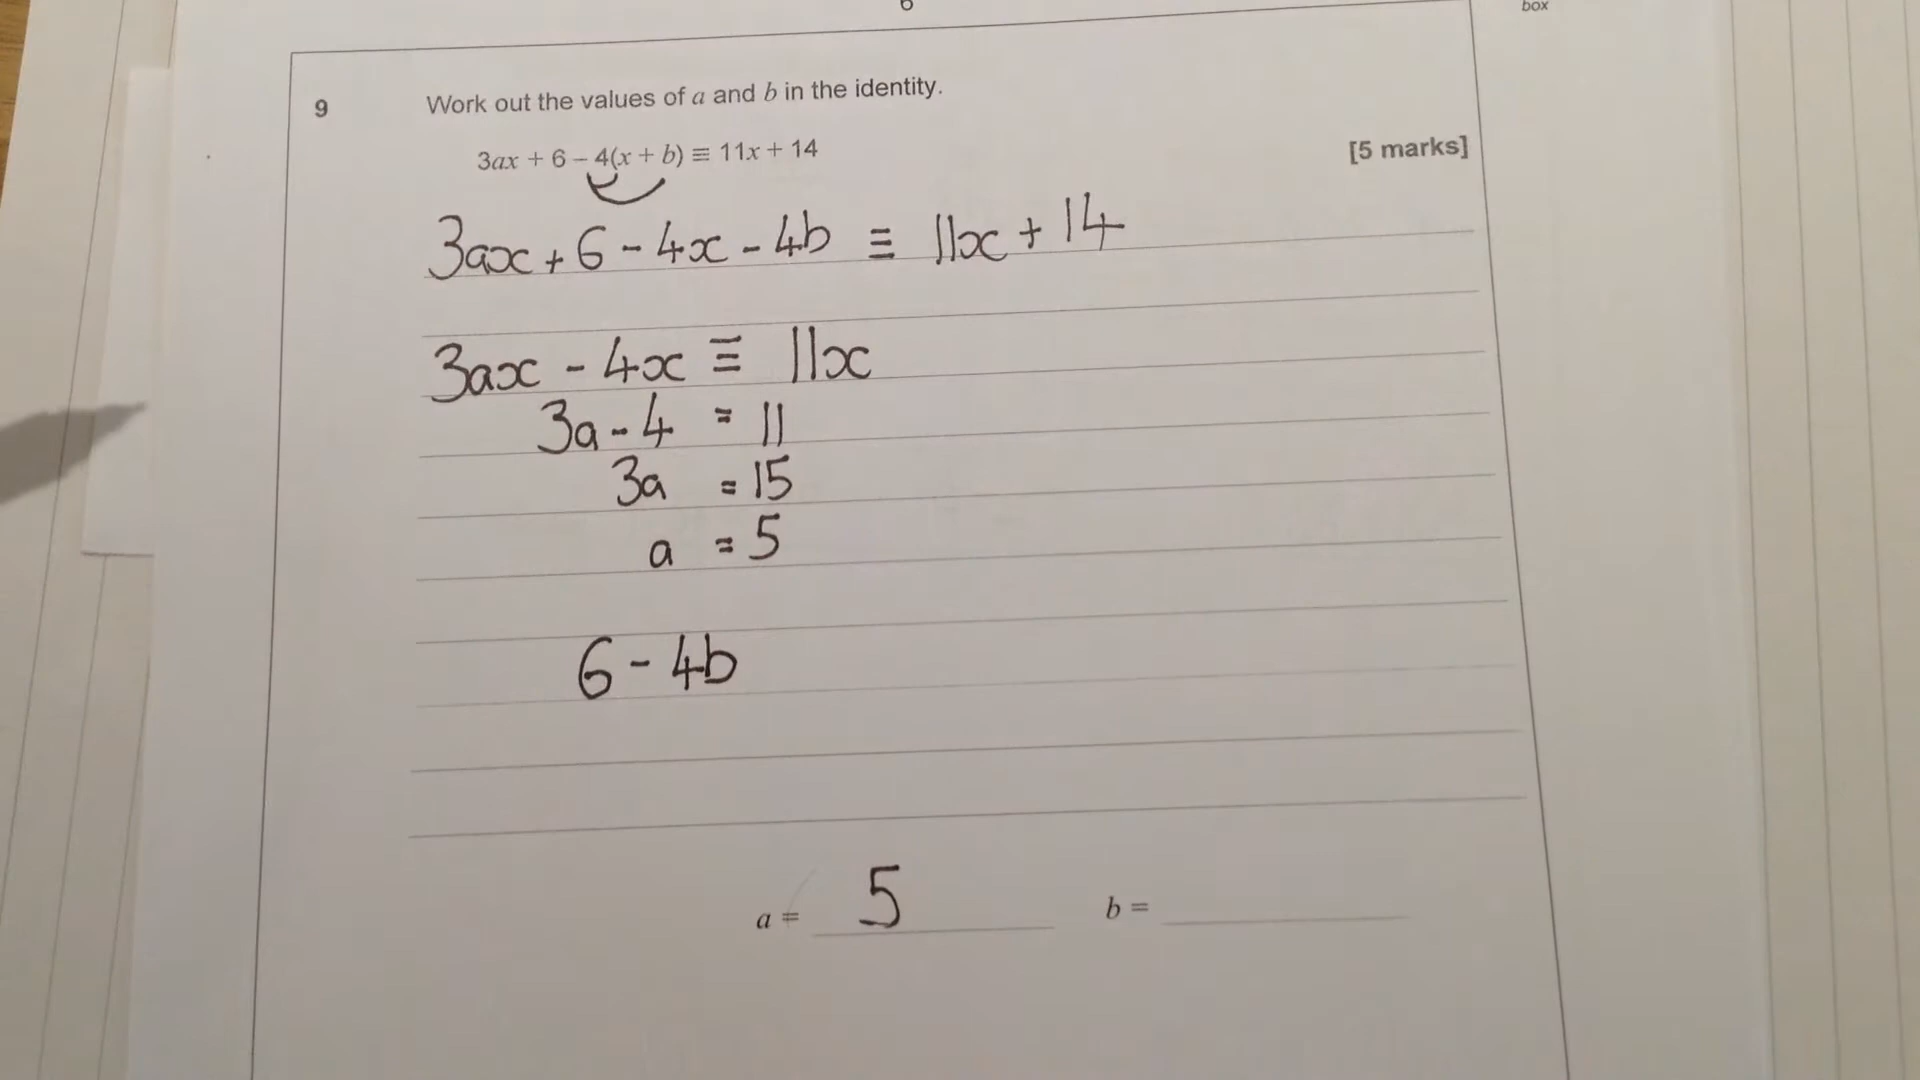 6
box
9 Work out the values of a and b in the identity.
3ax + 6 – 4(x + b) ≡ 11x + 14
[5 marks]
3ax + 6 - 4x - 4b ≡ 11x + 14
3ax - 4x ≡ 11x
3a - 4 = 11
3a = 15
a = 5
6 - 4b
a = 5 b =